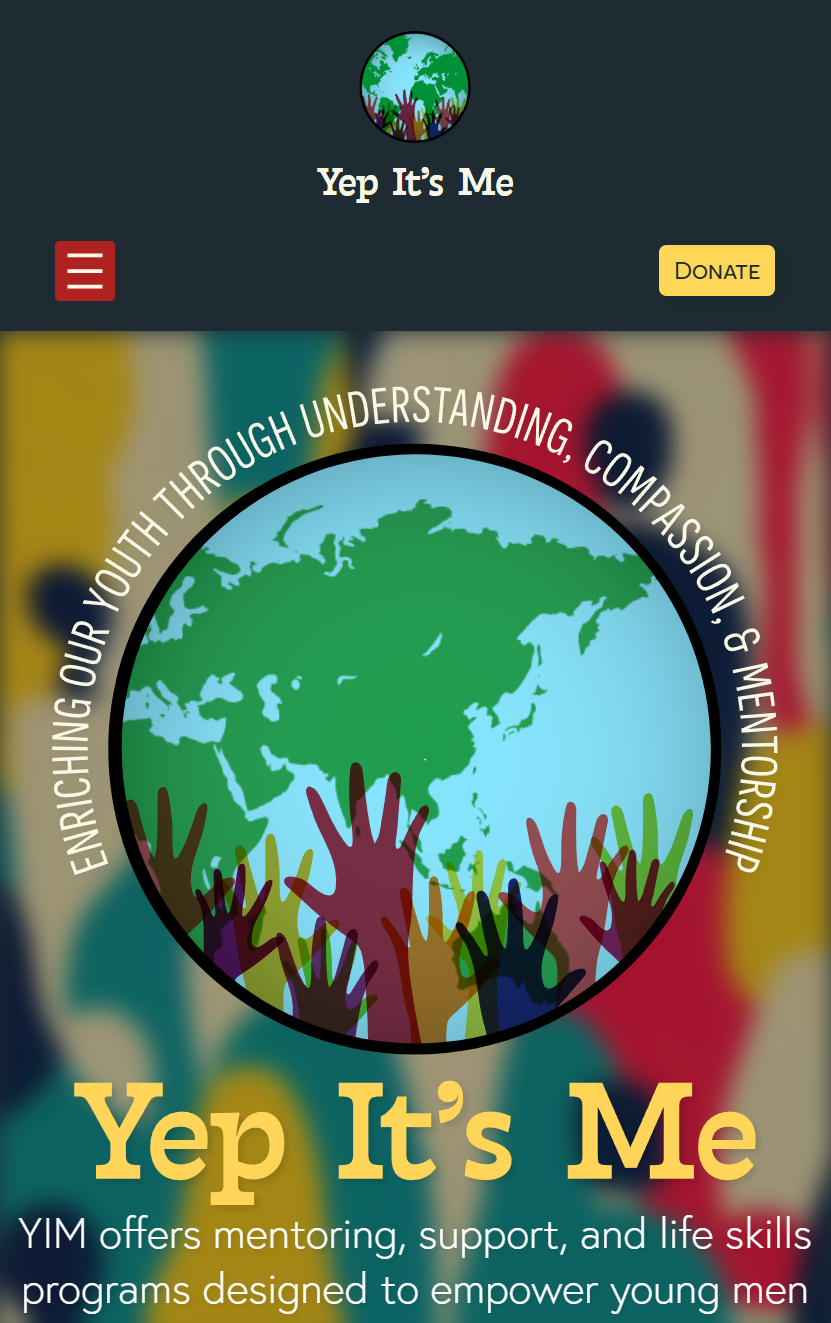 Yep It's Me
Donate
ENRICHING OUR YOUTH THROUGH UNDERSTANDING, COMPASSION, & MENTORSHIP
Yep It's Me
YIM offers mentoring, support, and life skills
programs designed to empower young men